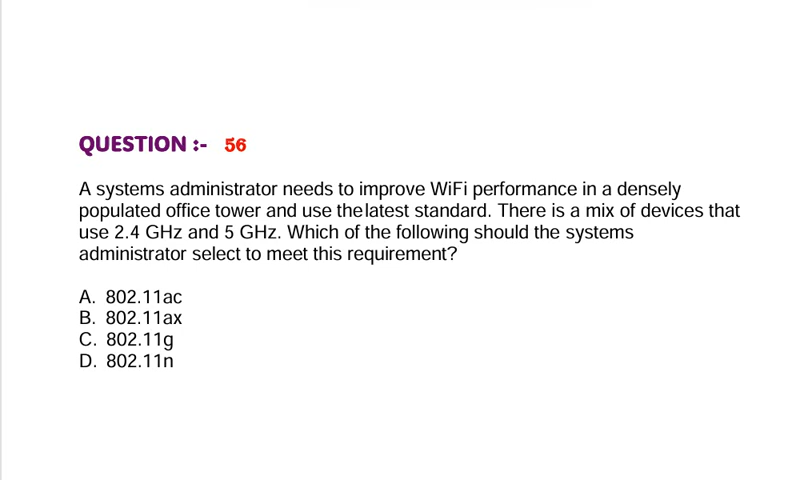 QUESTION :- 56
A systems administrator needs to improve WiFi performance in a densely
populated office tower and use the latest standard. There is a mix of devices that
use 2.4 GHz and 5 GHz. Which of the following should the systems
administrator select to meet this requirement?
A. 802.11ac
B. 802.11ax
C. 802.11g
D. 802.11n